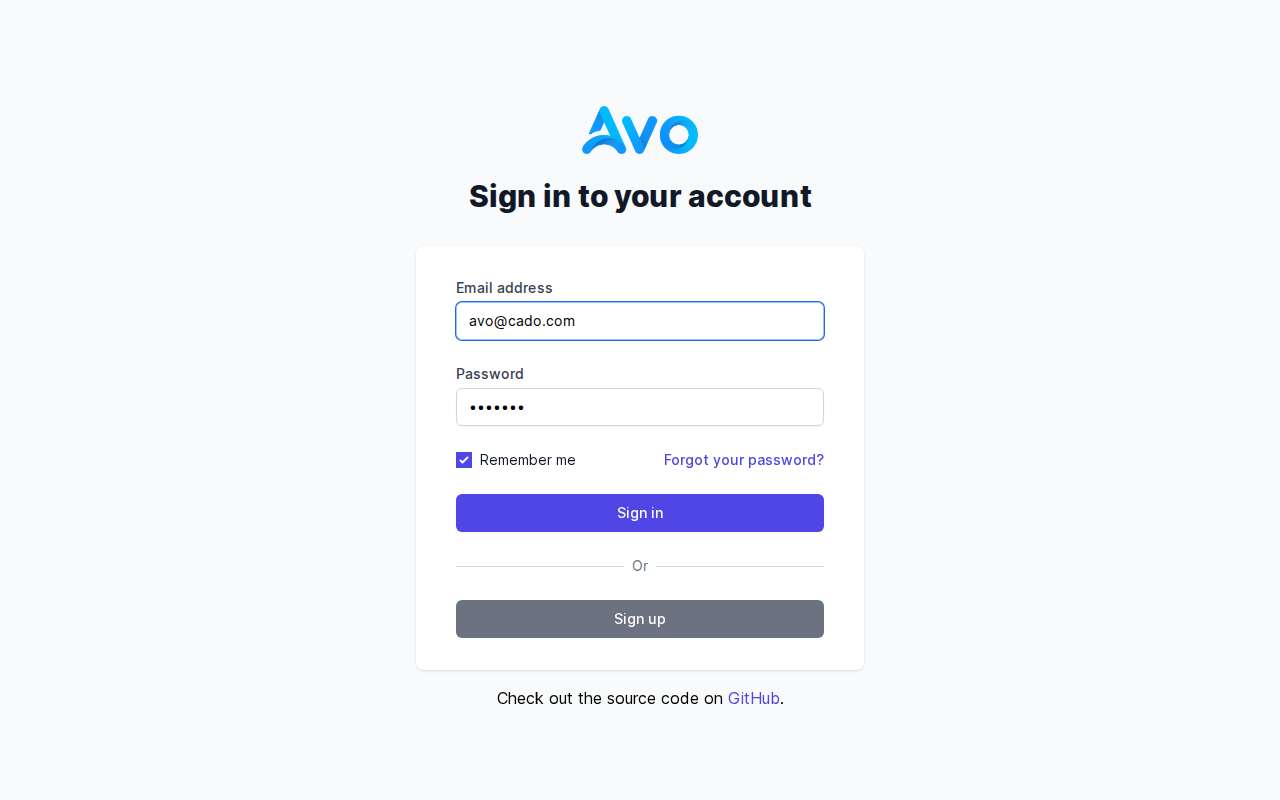 Avo
Sign in to your account
Email address
avo@cado.com
Password
•••••••
Remember me
Forgot your password?
Sign in
Or
Sign up
Check out the source code on GitHub.